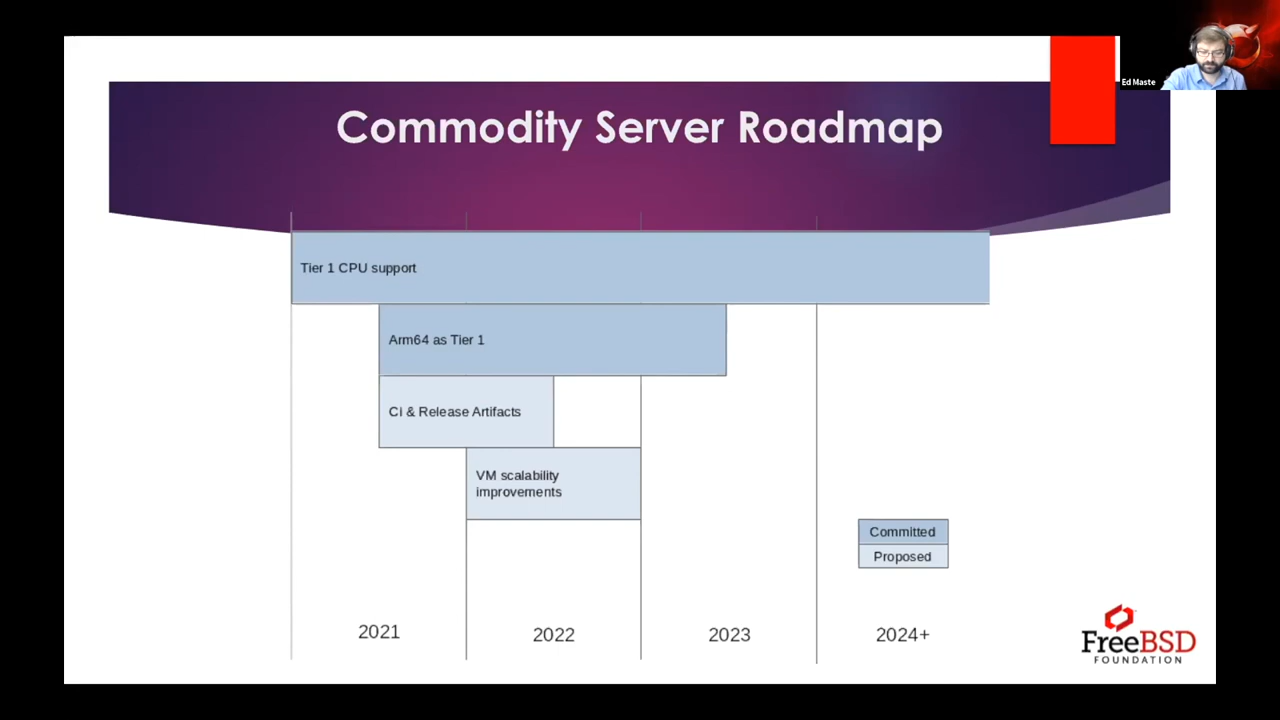 Ed Maste
Commodity Server Roadmap
Tier 1 CPU support
Arm64 as Tier 1
CI & Release Artifacts
VM scalability
improvements
Committed
Proposed
2021
2022
2023
2024+
FreeBSD
FOUNDATION